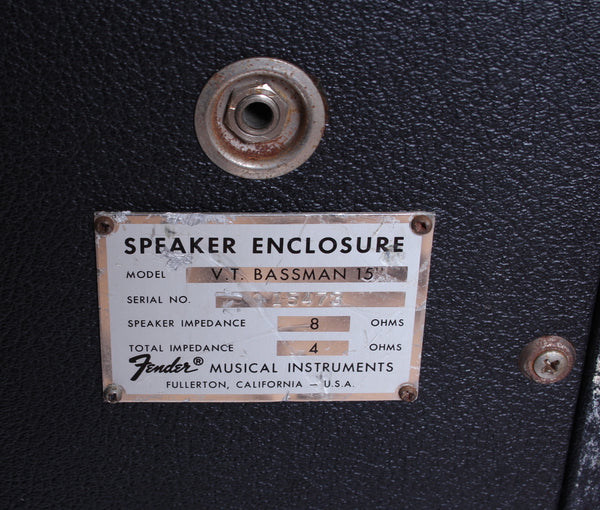 SPEAKER ENCLOSURE
MODEL V.T. BASSMAN 15"
SERIAL NO.
SPEAKER IMPEDANCE 8 OHMS
TOTAL IMPEDANCE 4 OHMS
Fender® MUSICAL INSTRUMENTS
FULLERTON, CALIFORNIA — U.S.A.